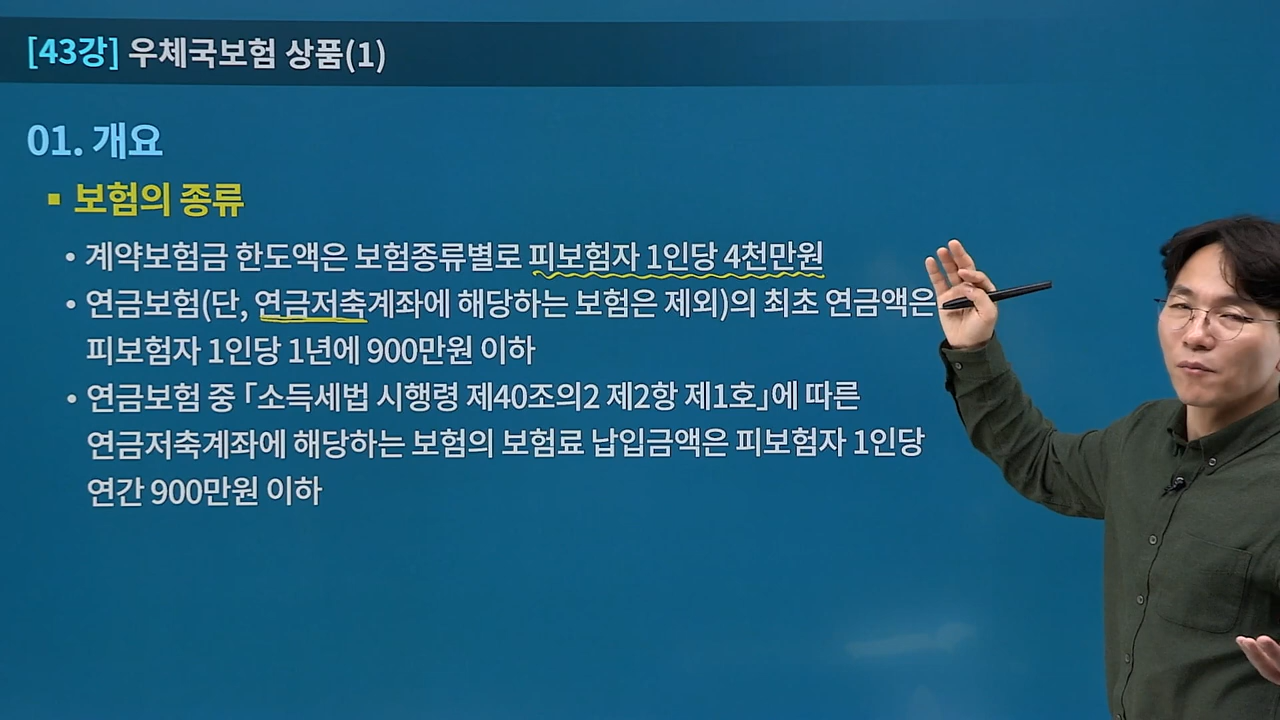 [43강] 우체국보험 상품(1)
01. 개요
▪ 보험의 종류
• 계약보험금 한도액은 보험종류별로 피보험자 1인당 4천만원
• 연금보험(단, 연금저축계좌에 해당하는 보험은 제외)의 최초 연금액은
피보험자 1인당 1년에 900만원 이하
• 연금보험 중 「소득세법 시행령 제40조의2 제2항 제1호」에 따른
연금저축계좌에 해당하는 보험의 보험료 납입금액은 피보험자 1인당
연간 900만원 이하